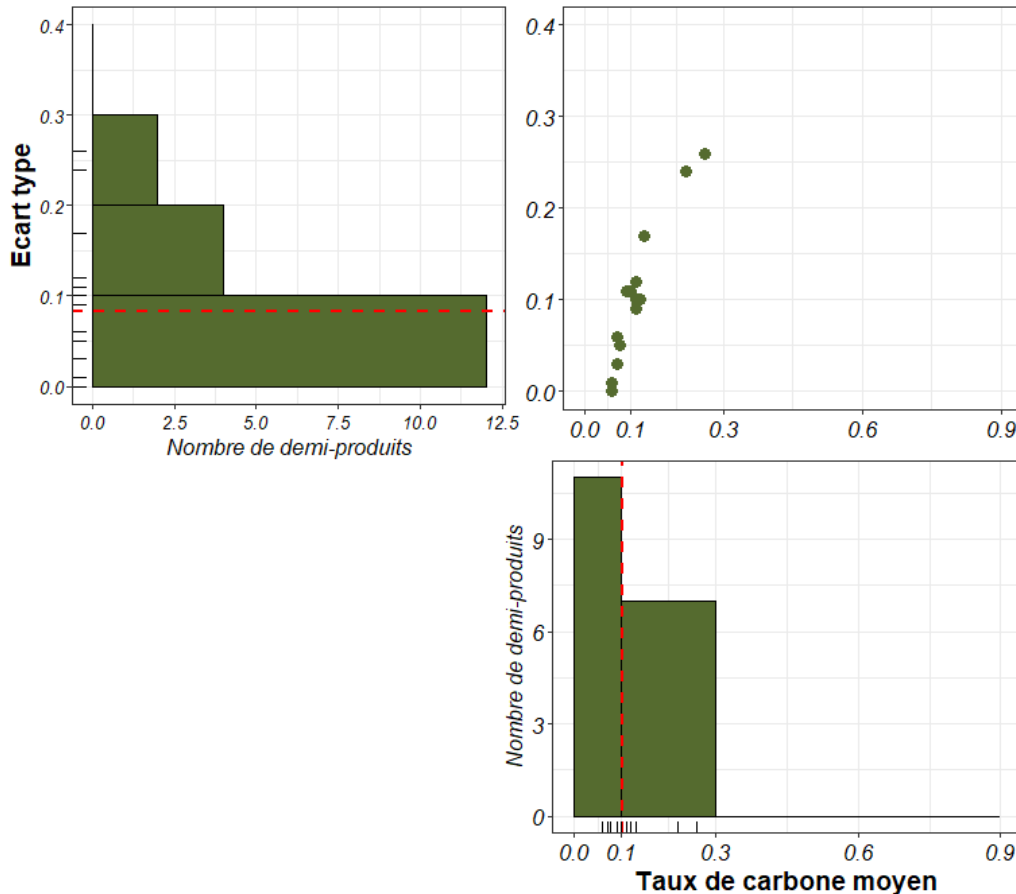 Ecart type
0.4
0.3
0.2
0.1
0.0
0.0 2.5 5.0 7.5 10.0 12.5
Nombre de demi-produits
0.4
0.3
0.2
0.1
0.0
0.0 0.1 0.3 0.6 0.9
Nombre de demi-produits
9
6
3
0
0.0 0.1 0.3 0.6 0.9
Taux de carbone moyen